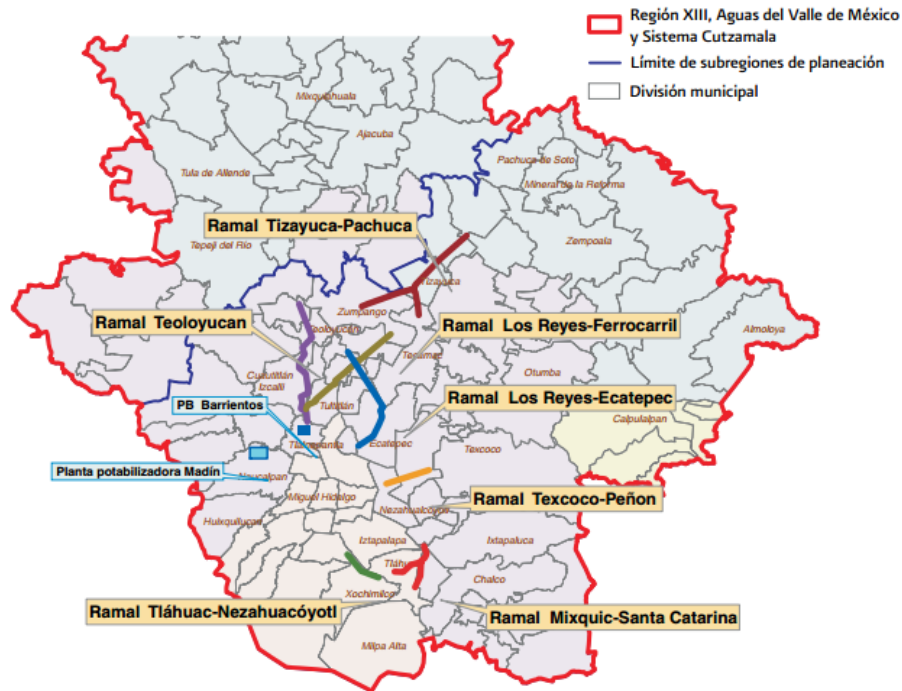 Región XIII, Aguas del Valle de México
y Sistema Cutzamala
Límite de subregiones de planeación
División municipal
Mixquiahuala
Ajacuba
Pachuca de Soto
Tula de Allende
Mineral de la Reforma
Ramal Tizayuca-Pachuca
Tepeji del Río
Zempoala
Tizayuca
Zumpango
Ramal Teoloyucan
Teoloyucan
Ramal Los Reyes-Ferrocarril
Almoloya
Tecamac
Cuautitlán
Izcalli
Otumba
PB Barrientos
Tultitlán
Ramal Los Reyes-Ecatepec
Calpulalpan
Tlalnepantla
Ecatepec
Texcoco
Planta potabilizadora Madín
Naucalpan
Miguel Hidalgo
Ramal Texcoco-Peñon
Nezahualcóyotl
Huixquilucan
Iztapalapa
Ixtapaluca
Tláhuac
Chalco
Xochimilco
Ramal Tláhuac-Nezahuacóyotl
Ramal Mixquic-Santa Catarina
Milpa Alta